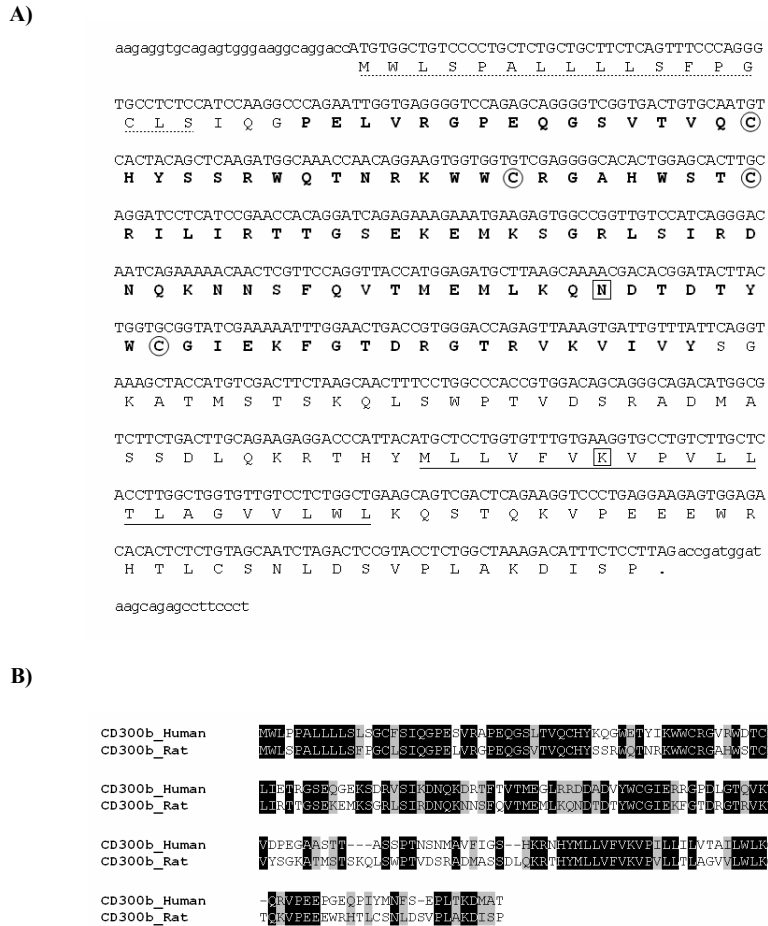 A)
aagaggtgcagagtgggaaggcaggaccATGTGGCTGTCCCCTGCTCTGCTGCTTCTCAGTTTCCCAGGG
M W L S P A L L L L S F P G
TGCCTCTCCATCCAAGGCCCAGAATTGGTGAGGGGTCCAGAGCAGGGGTCGGTGACTGTGCAATGT
C L S I Q G P E L V R G P E Q G S V T V Q C
CACTACAGCTCAAGATGGCAAACCAACAGGAAGTGGTGGTGTCGAGGGGCACACTGGAGCACTTGC
H Y S S R W Q T N R K W W C R G A H W S T C
AGGATCCTCATCCGAACCACAGGATCAGAGAAAGAAATGAAGAGTGGCCGGTTGTCCATCAGGGAC
R I L I R T T G S E K E M K S G R L S I R D
AATCAGAAAAACAACTCGTTCCAGGTTACCATGGAGATGCTTAAGCAAAACGACACGGATACTTAC
N Q K N N S F Q V T M E M L K Q N D T D T Y
TGGTGCGGTATCGAAAAATTTGGAACTGACCGTGGGACCAGAGTTAAAGTGATTGTTTATTCAGGT
W C G I E K F G T D R G T R V K V I V Y S G
AAAGCTACCATGTCGACTTCTAAGCAACTTTCCTGGCCCACCGTGGACAGCAGGGCAGACATGGCG
K A T M S T S K Q L S W P T V D S R A D M A
TCTTCTGACTTGCAGAAGAGGACCCATTACATGCTCCTGGTGTTTGTGAAGGTGCCTGTCTTGCTC
S S D L Q K R T H Y M L L V F V K V P V L L
ACCTTGGCTGGTGTTGTCCTCTGGCTGAAGCAGTCGACTCAGAAGGTCCCTGAGGAAGAGTGGAGA
T L A G V V L W L K Q S T Q K V P E E E W R
CACACTCTCTGTAGCAATCTAGACTCCGTACCTCTGGCTAAAGACATTTCTCCTTAGaccgatggat
H T L C S N L D S V P L A K D I S P .
aagcagagccttccct
B)
CD300b_Human MWLPPALLLLSLSGCFSIQGPESVRAPEQGSLTVQCHYKQGWETYIKWWCRGVRWDTC
CD300b_Rat MWLSPALLLLSFPGCLSIQGPELVRGPEQGSVTVQCHYSSRWQTNRKWWCRGAHWSTC
CD300b_Human LIETRGSEQGEKSDRVSIKDNQKDRTFTVTMEGLRRDDADVYWCGIERRGPDLGTQVK
CD300b_Rat LIRTTGSEKEMKSGRLSIRDNQKNNSFQVTMEMLKQNDTDTYWCGIEKFGTDRGTRVK
CD300b_Human VDPEGAASTT---ASSPTNSNMAVFIGS--HKRNHYMLLVFVKVPILLILVTAILWLK
CD300b_Rat VYSGKATMSTSKQLSWPTVDSRADMASSDLQKRTHYMLLVFVKVPVLLTLAGVVLWLK
CD300b_Human -QRVPEEPGEQPIYMNFS-EPLTKDMAT
CD300b_Rat TQKVPEEEWRHTLCSNLDSVPLAKDISP